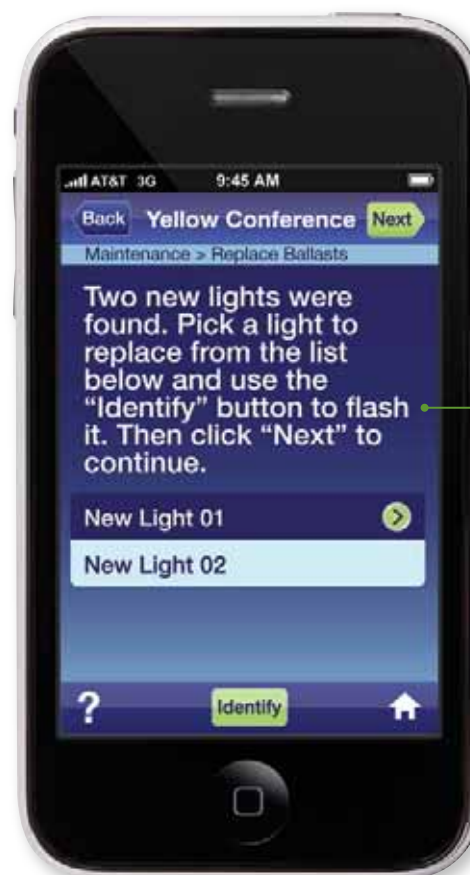 AT&T 3G 9:45 AM
Back Yellow Conference Next
Maintenance > Replace Ballasts
Two new lights were
found. Pick a light to
replace from the list
below and use the
“Identify” button to flash
it. Then click “Next” to
continue.
New Light 01
New Light 02
? Identify